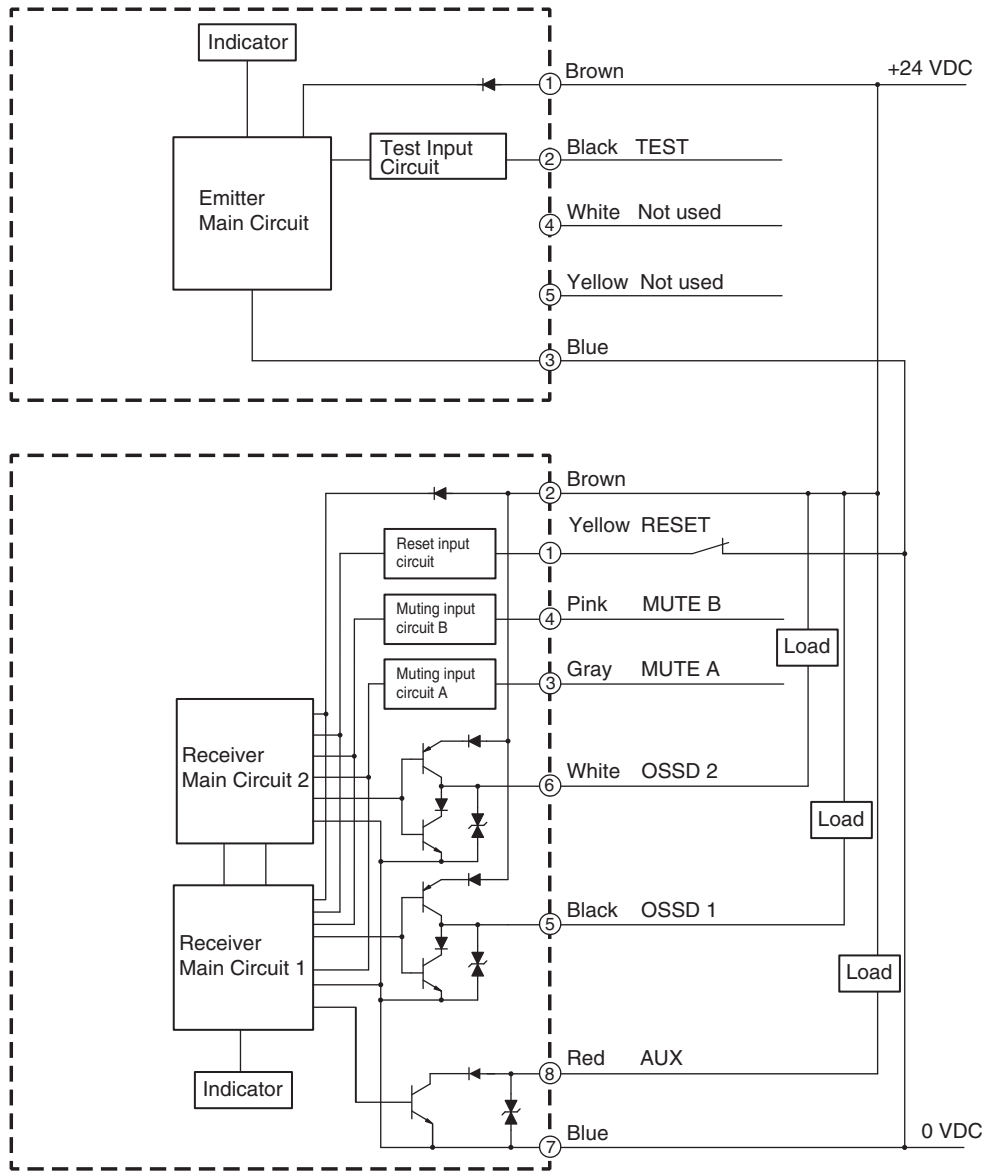 Indicator
1 Brown
+24 VDC
Test Input
Circuit
2 Black TEST
Emitter
Main Circuit
4 White Not used
5 Yellow Not used
3 Blue
2 Brown
Yellow RESET
Reset input
circuit
1
Muting input
circuit B
4 Pink MUTE B
Load
Muting input
circuit A
3 Gray MUTE A
Receiver
Main Circuit 2
6 White OSSD 2
Load
5 Black OSSD 1
Receiver
Main Circuit 1
Load
Red AUX
8
Indicator
7 Blue
0 VDC